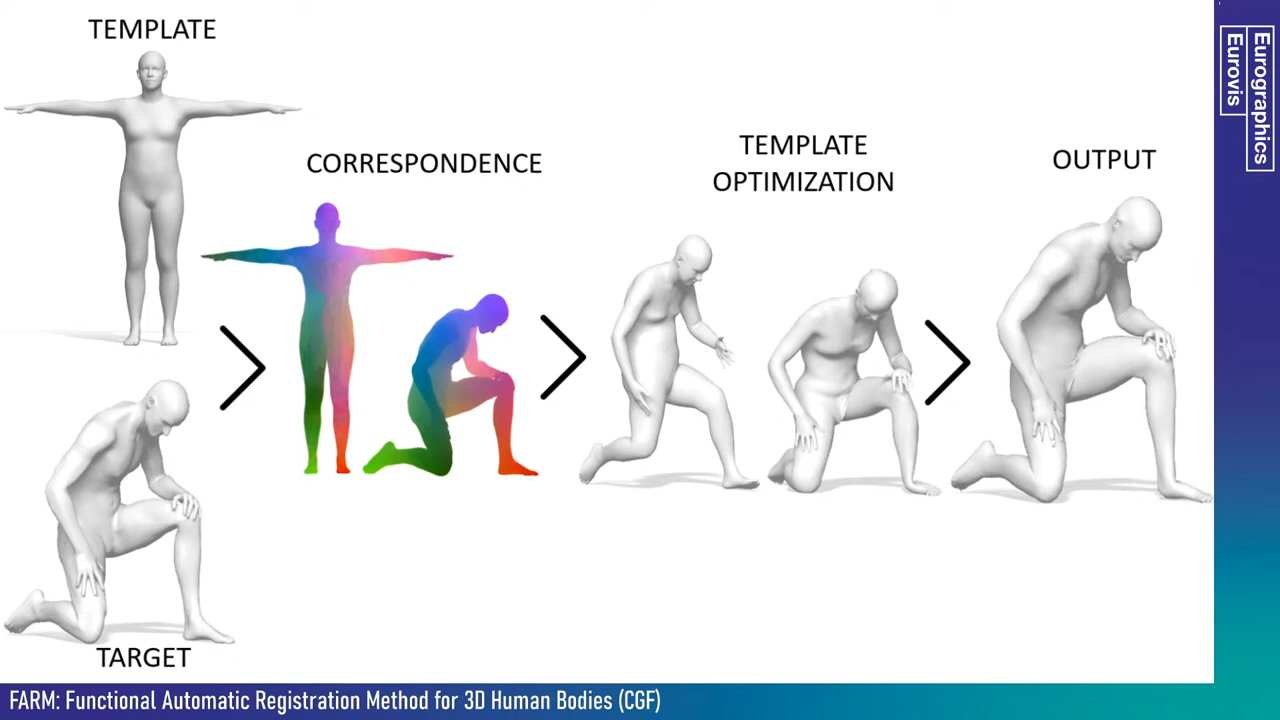 TEMPLATE
CORRESPONDENCE
TEMPLATE
OPTIMIZATION
OUTPUT
TARGET
Eurographics
Eurovis
FARM: Functional Automatic Registration Method for 3D Human Bodies (CGF)